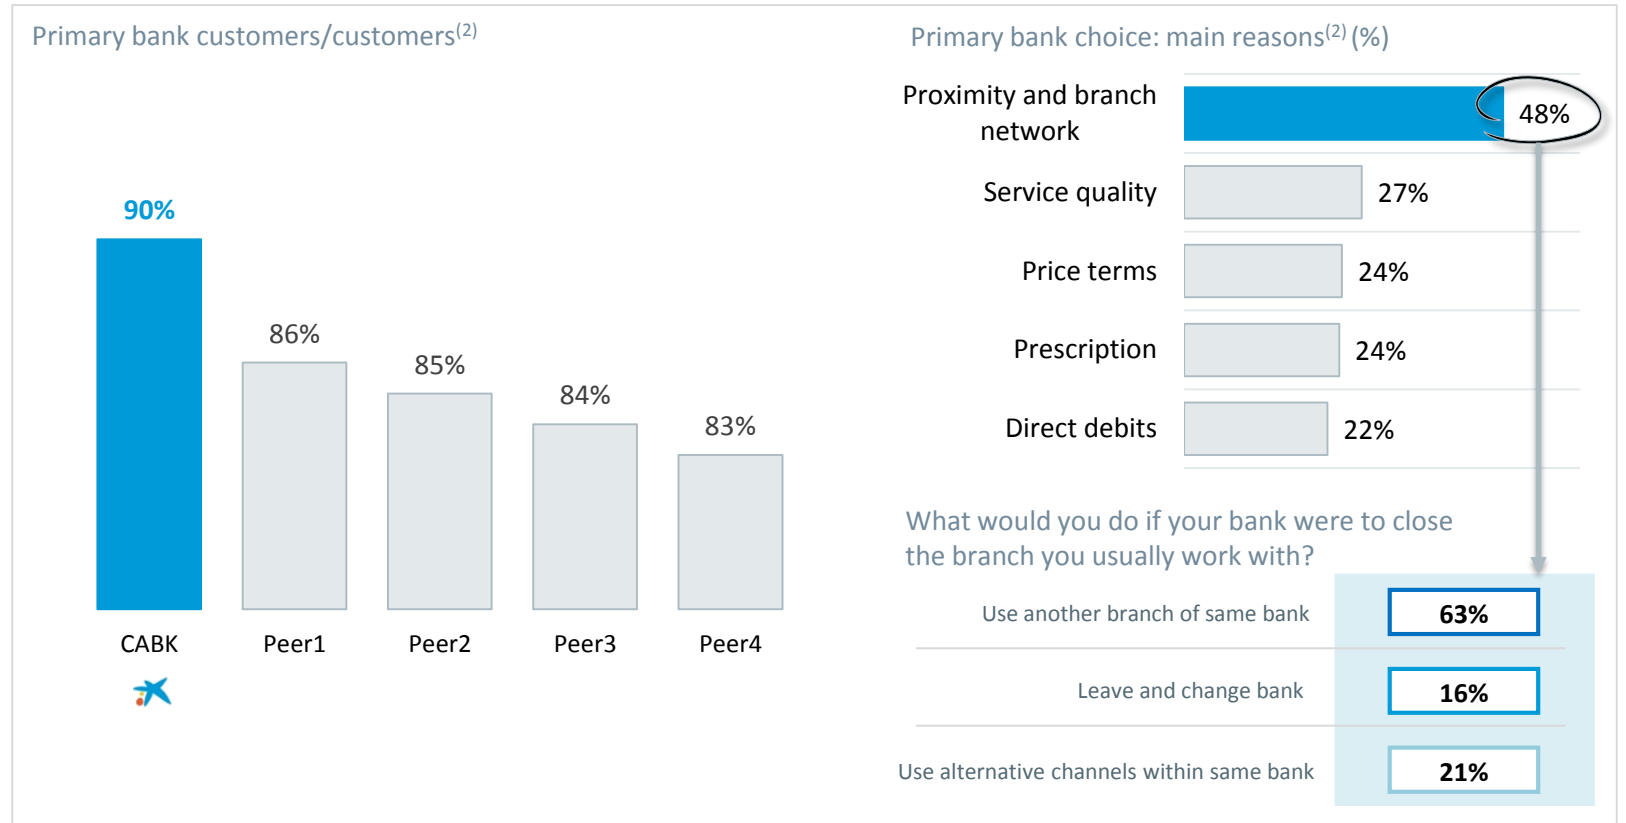 Primary bank customers/customers(2)
90%
86%
85%
84%
83%
CABK
Peer1
Peer2
Peer3
Peer4
Primary bank choice: main reasons(2) (%)
Proximity and branch
network
48%
Service quality
27%
Price terms
24%
Prescription
24%
Direct debits
22%
What would you do if your bank were to close
the branch you usually work with?
Use another branch of same bank
63%
Leave and change bank
16%
Use alternative channels within same bank
21%